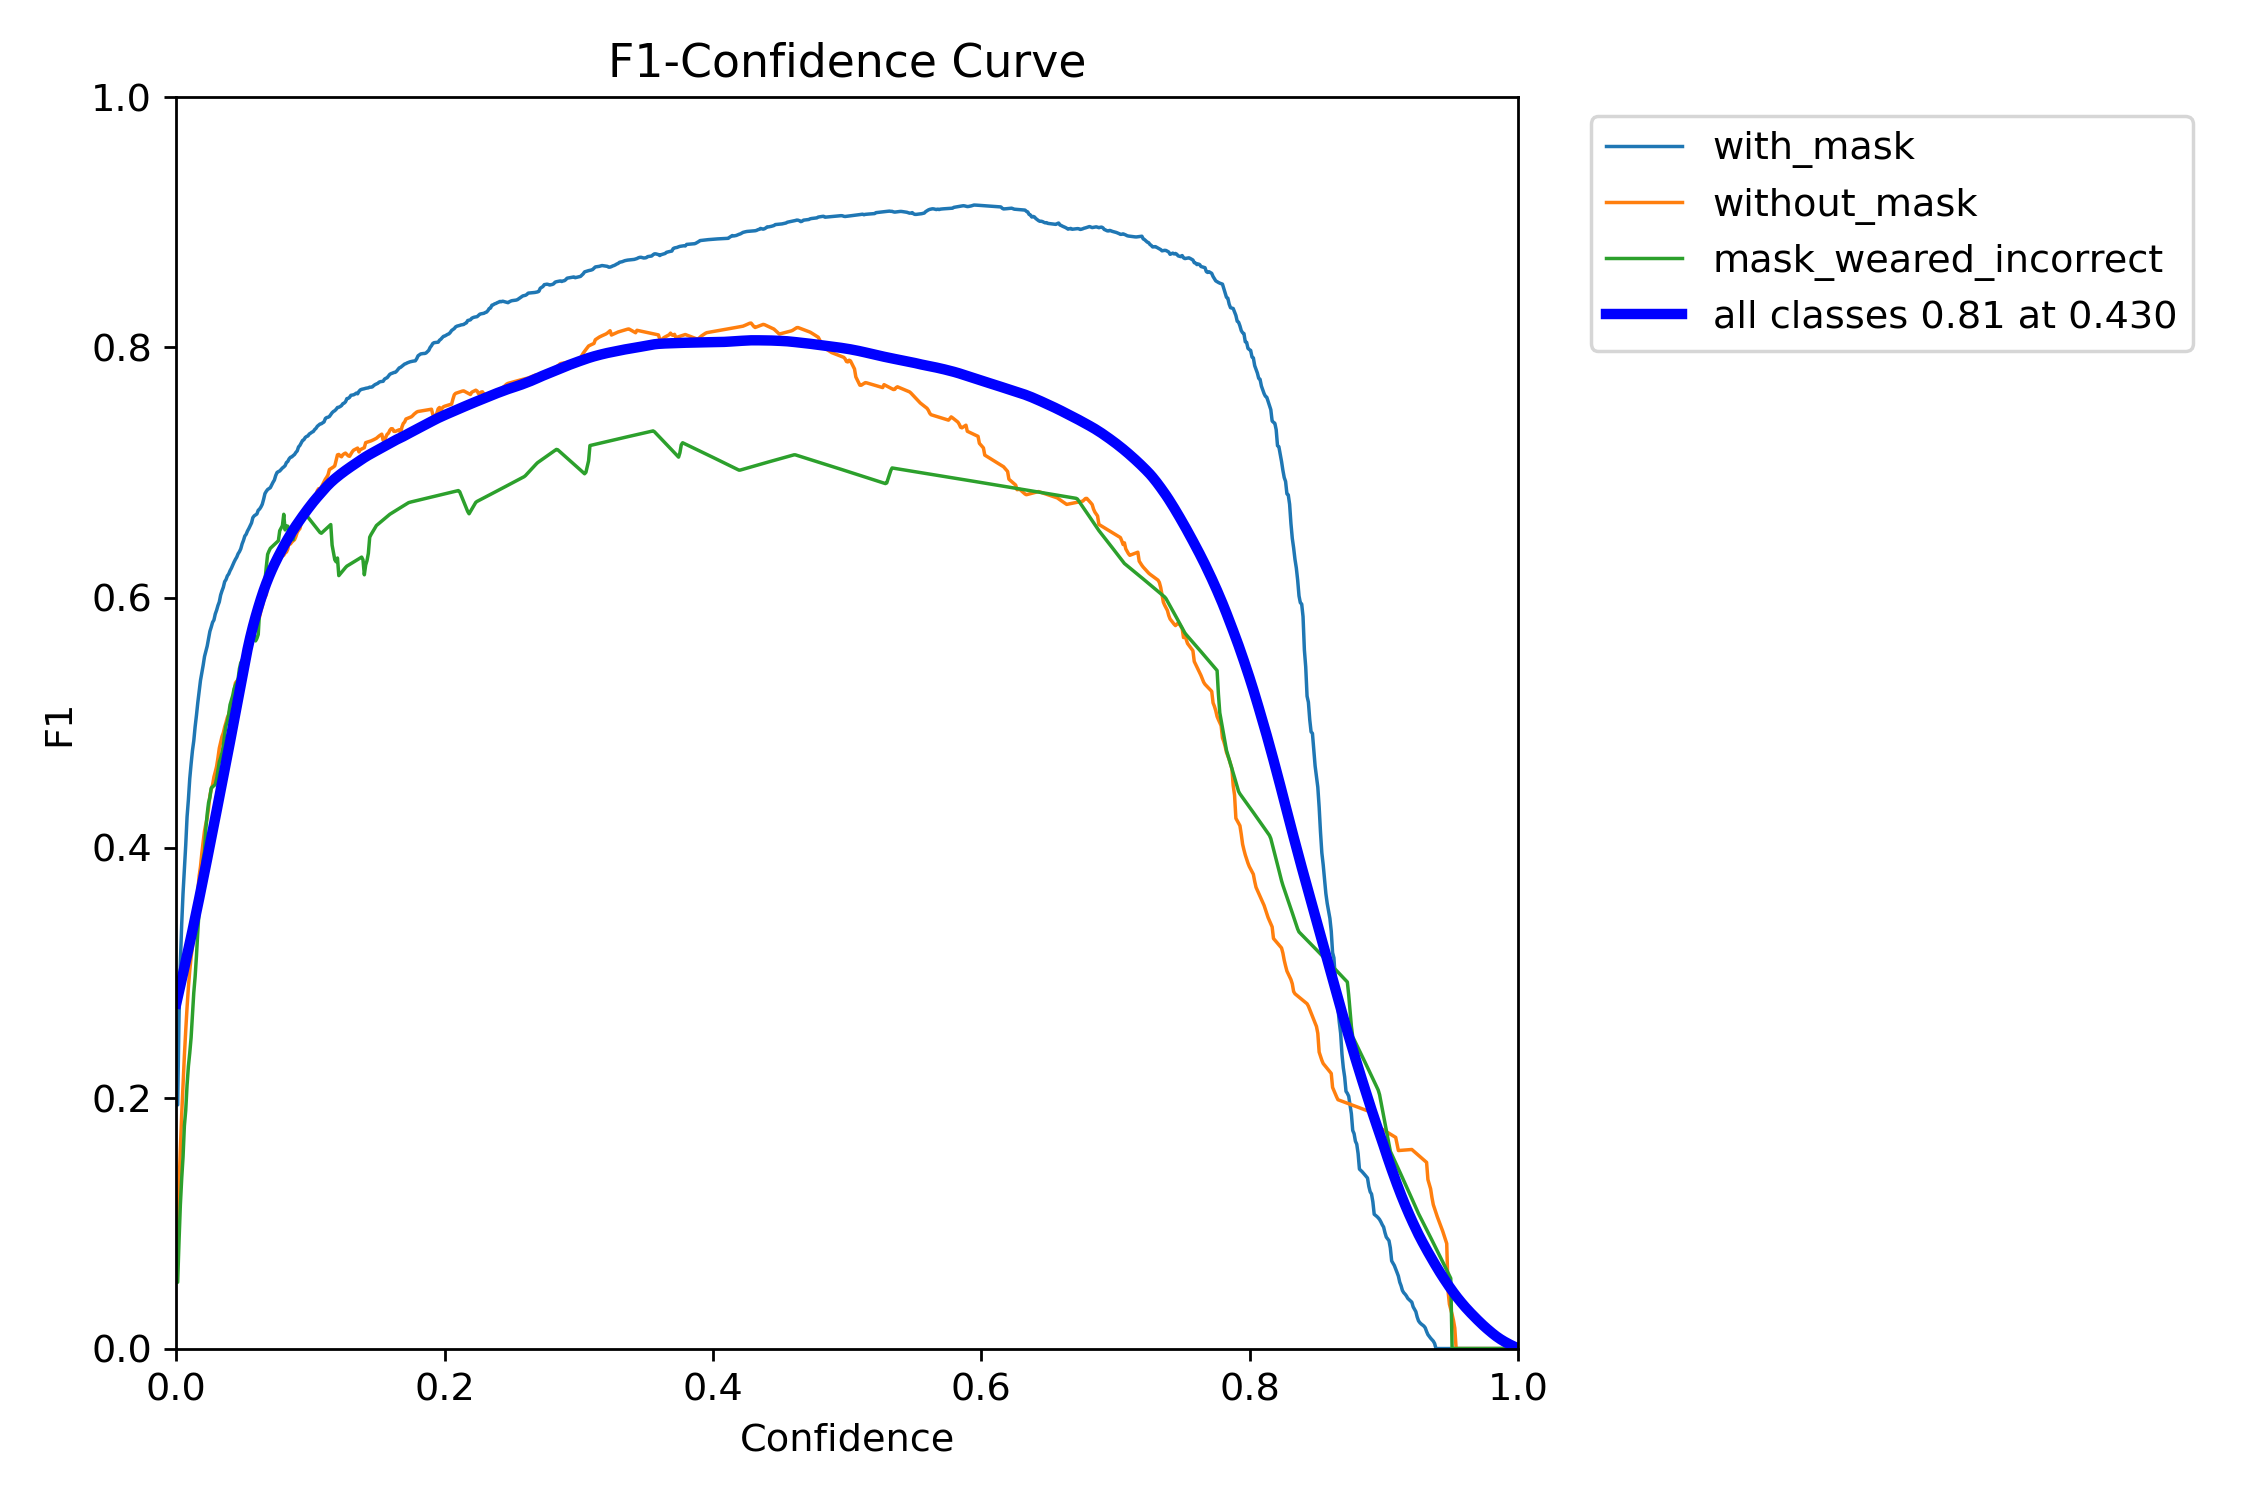 F1-Confidence Curve
1.0
0.8
0.6
0.4
0.2
0.0
F1
0.0 0.2 0.4 0.6 0.8 1.0
Confidence
with_mask
without_mask
mask_weared_incorrect
all classes 0.81 at 0.430